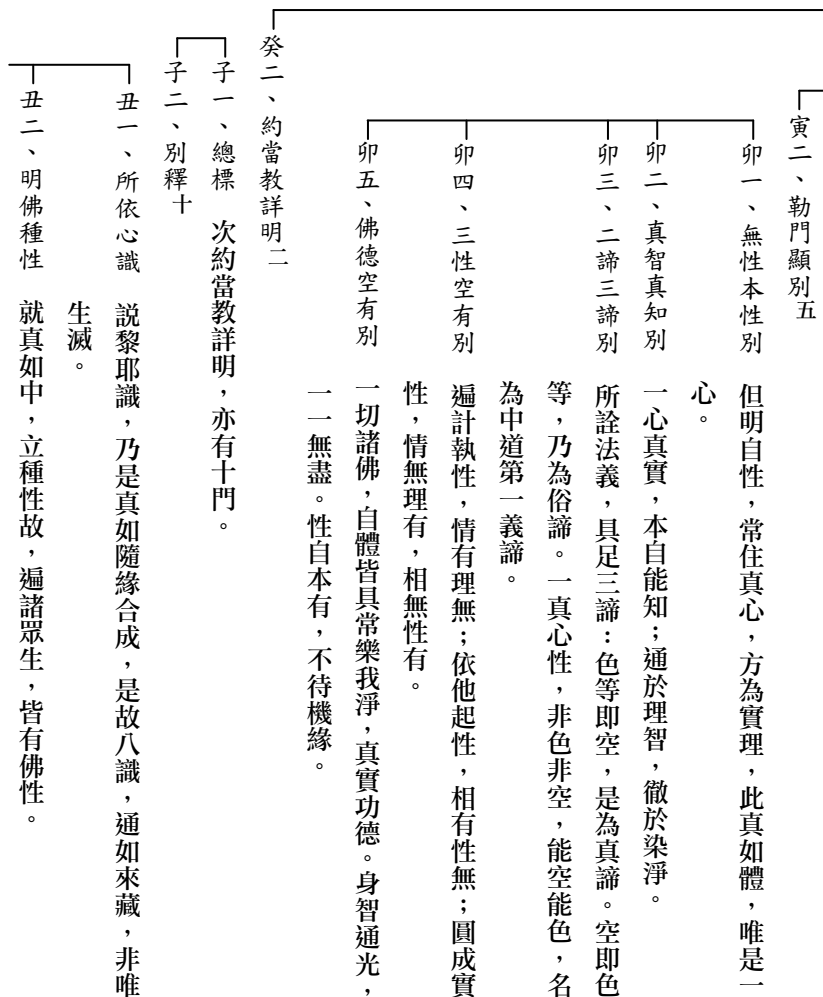 寅二、勒門顯別五
卯一、無性本性別　但明自性，常住真心，方為實理，此真如體，唯是一
心。
卯二、真智真知別　一心真實，本自能知；通於理智，徹於染淨。
卯三、二諦三諦別　所詮法義，具足三諦：色等即空，是為真諦。空即色
等，乃為俗諦。一真心性，非色非空，能空能色，名
為中道第一義諦。
卯四、三性空有別　遍計執性，情有理無；依他起性，相有性無；圓成實
性，情無理有，相無性有。
卯五、佛德空有別　一切諸佛，自體皆具常樂我淨，真實功德。身智通光，
一一無盡。性自本有，不待機緣。
癸二、約當教詳明二
子一、總標　次約當教詳明，亦有十門。
子二、別釋十
丑一、所依心識　說黎耶識，乃是真如隨緣合成，是故八識，通如來藏，非唯
生滅。
丑二、明佛種性　就真如中，立種性故，遍諸眾生，皆有佛性。